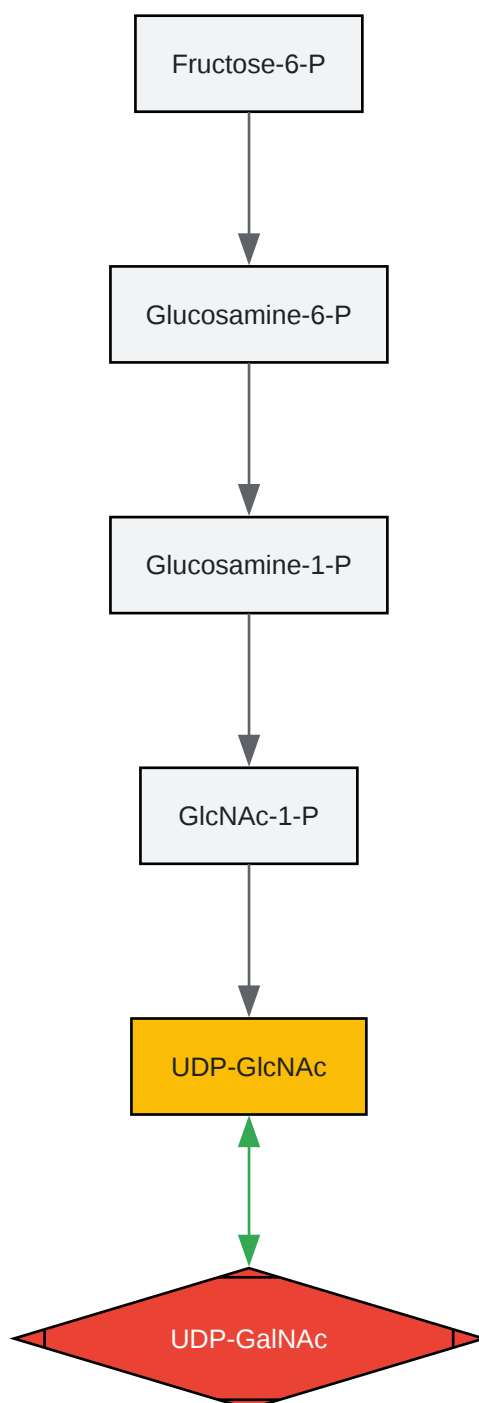 Fructose-6-P
Glucosamine-6-P
Glucosamine-1-P
GlcNAc-1-P
UDP-GlcNAc
UDP-GalNAc